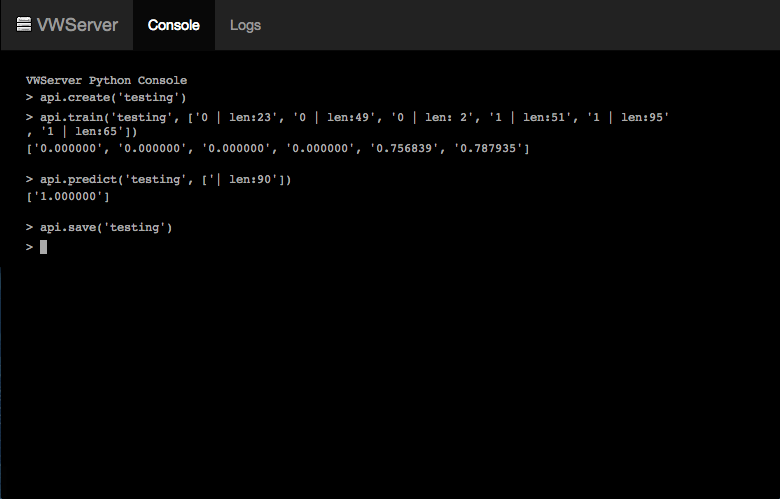 VWServer Console Logs
VWServer Python Console
> api.create('testing')
> api.train('testing', ['0 | len:23', '0 | len:49', '0 | len: 2', '1 | len:51', '1 | len:95'
, '1 | len:65'])
['0.000000', '0.000000', '0.000000', '0.000000', '0.756839', '0.787935']
> api.predict('testing', ['| len:90'])
['1.000000']
> api.save('testing')
>